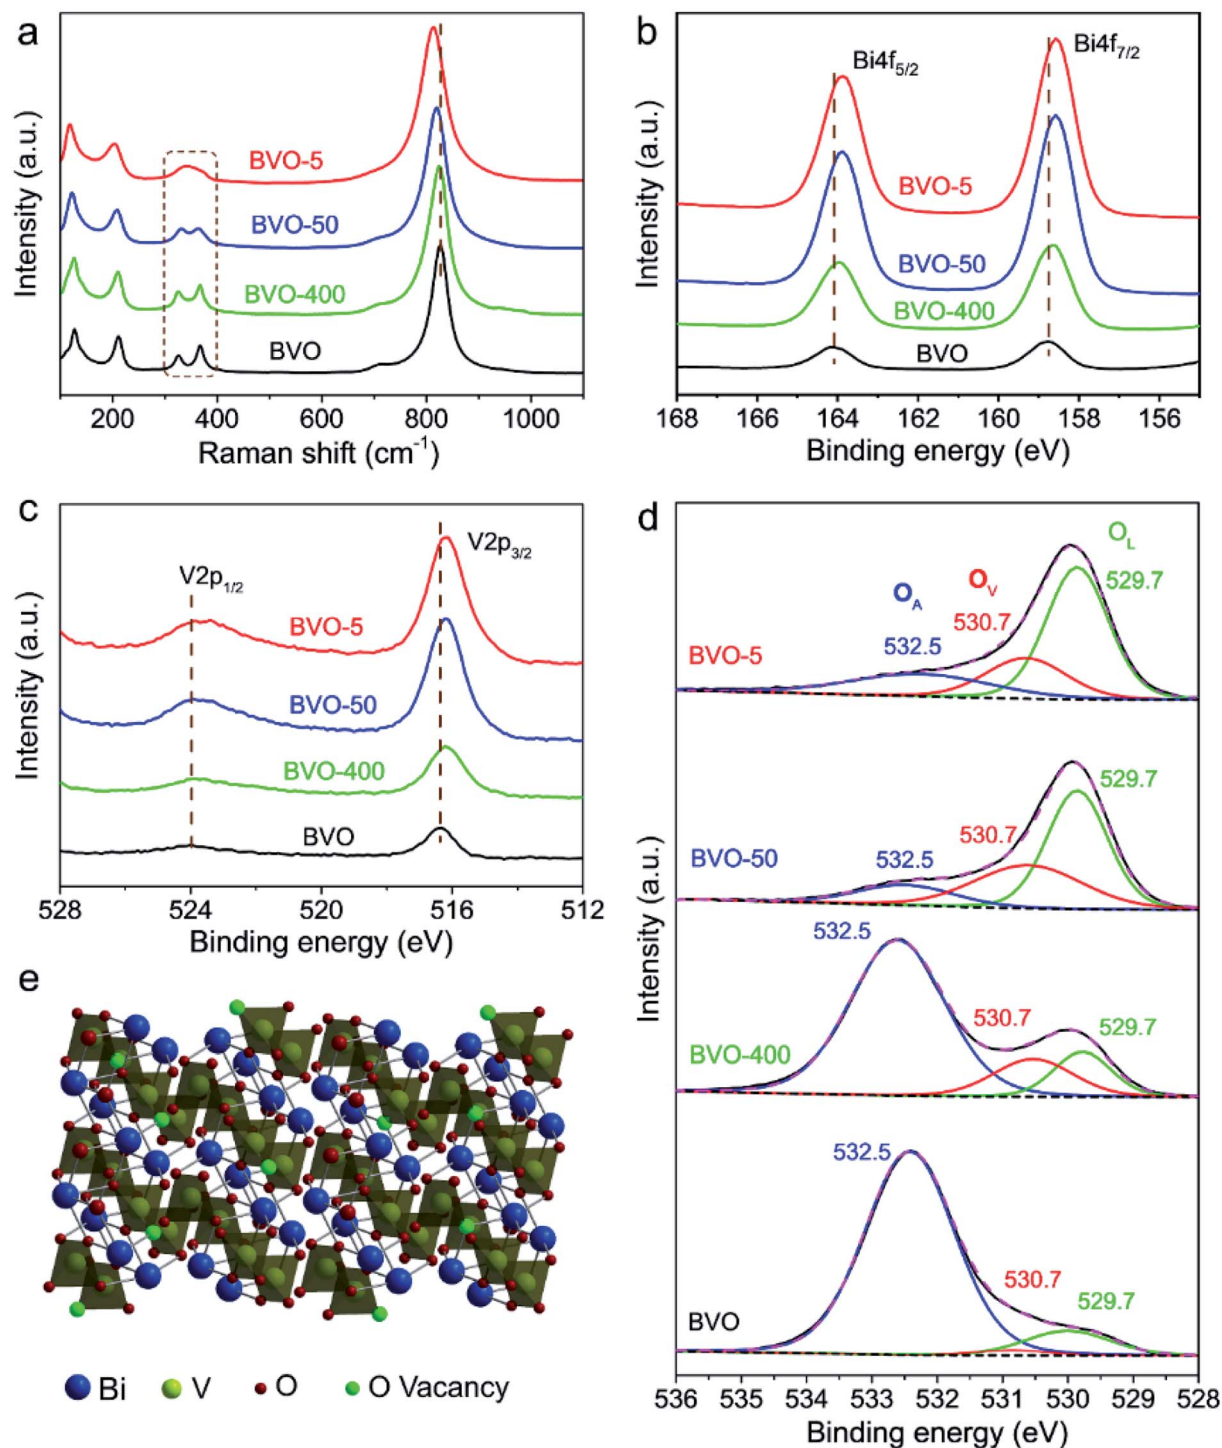 a
Intensity (a.u.)
BVO-5
BVO-50
BVO-400
BVO
200 400 600 800 1000
Raman shift (cm-1)
b
Intensity (a.u.)
Bi4f5/2
Bi4f7/2
BVO-5
BVO-50
BVO-400
BVO
168 166 164 162 160 158 156
Binding energy (eV)
c
Intensity (a.u.)
V2p1/2
V2p3/2
BVO-5
BVO-50
BVO-400
BVO
528 524 520 516 512
Binding energy (eV)
d
Intensity (a.u.)
OA
OV
OL
532.5
530.7
529.7
BVO-5
532.5
530.7
529.7
BVO-50
532.5
530.7
529.7
BVO-400
532.5
530.7
529.7
BVO
536 535 534 533 532 531 530 529 528
Binding energy (eV)
e
Bi V O O Vacancy